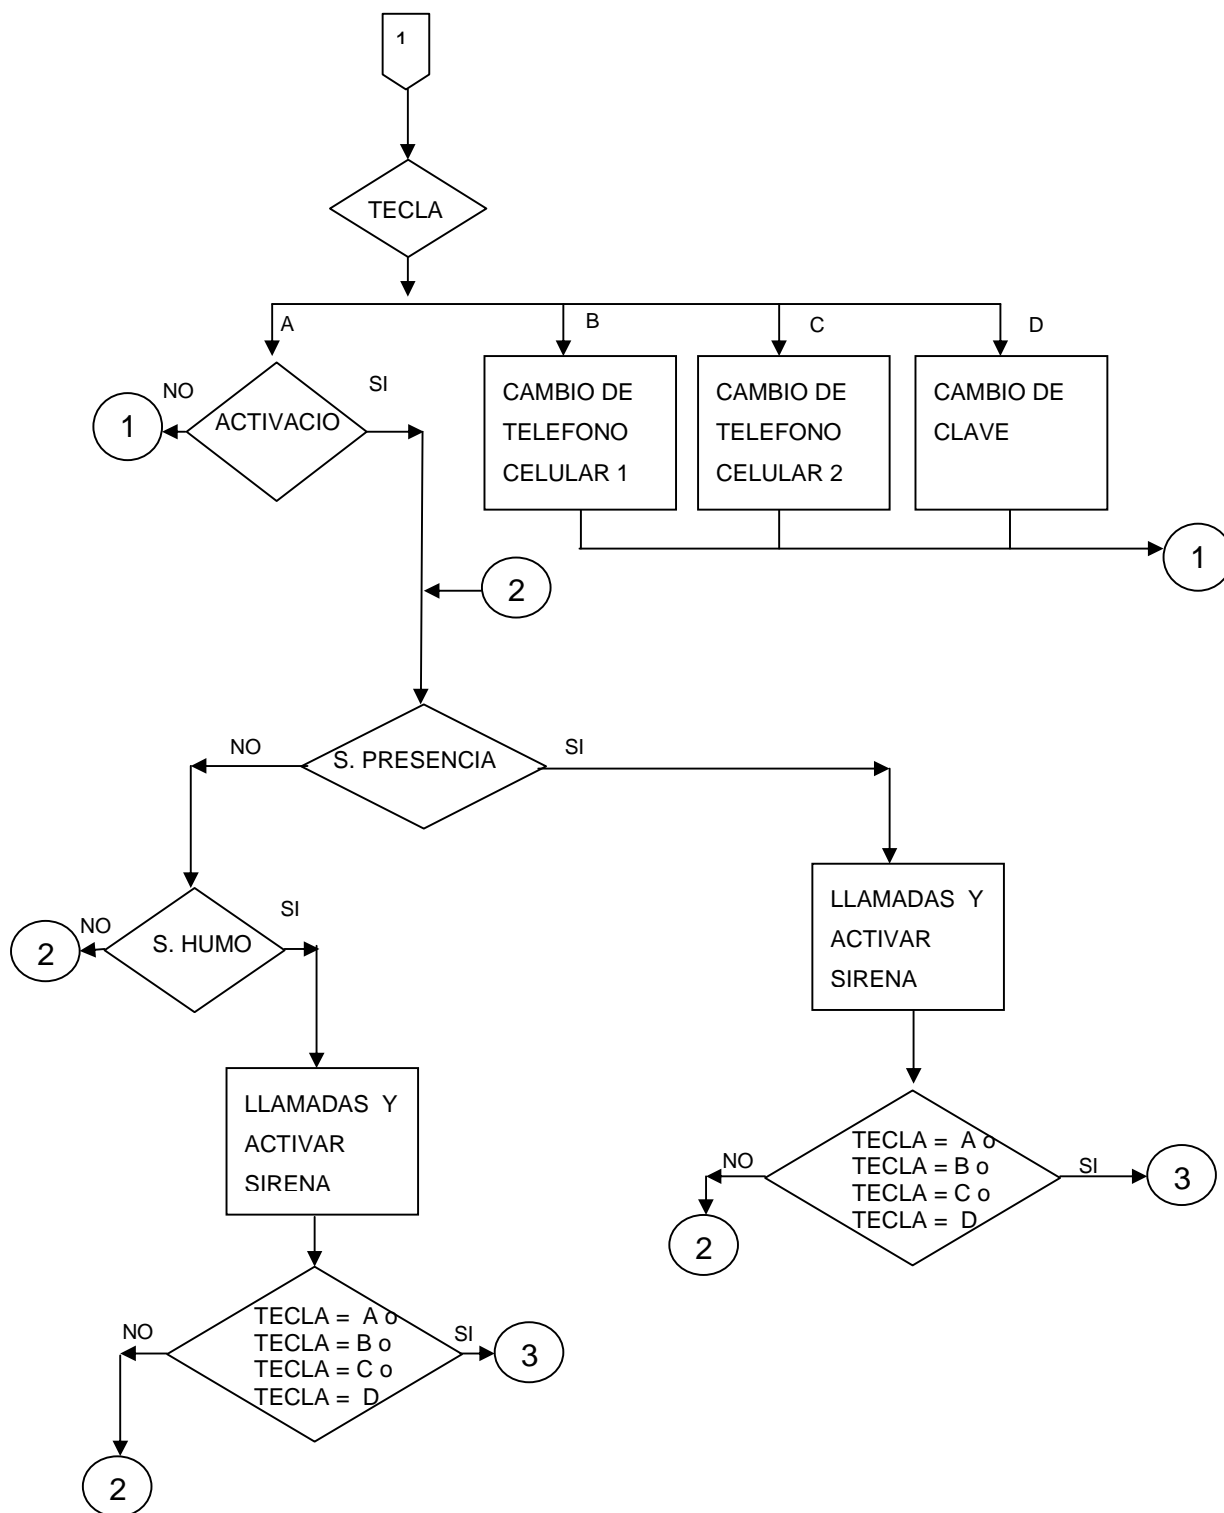 1
TECLA
A
B
C
D
NO
SI
1
ACTIVACIO
CAMBIO DE
TELEFONO
CELULAR 1
CAMBIO DE
TELEFONO
CELULAR 2
CAMBIO DE
CLAVE
1
2
NO
S. PRESENCIA
SI
2
NO
S. HUMO
SI
LLAMADAS Y
ACTIVAR
SIRENA
LLAMADAS Y
ACTIVAR
SIRENA
NO
TECLA = A o
TECLA = B o
TECLA = C o
TECLA = D
SI
3
2
NO
TECLA = A o
TECLA = B o
TECLA = C o
TECLA = D
SI
3
2